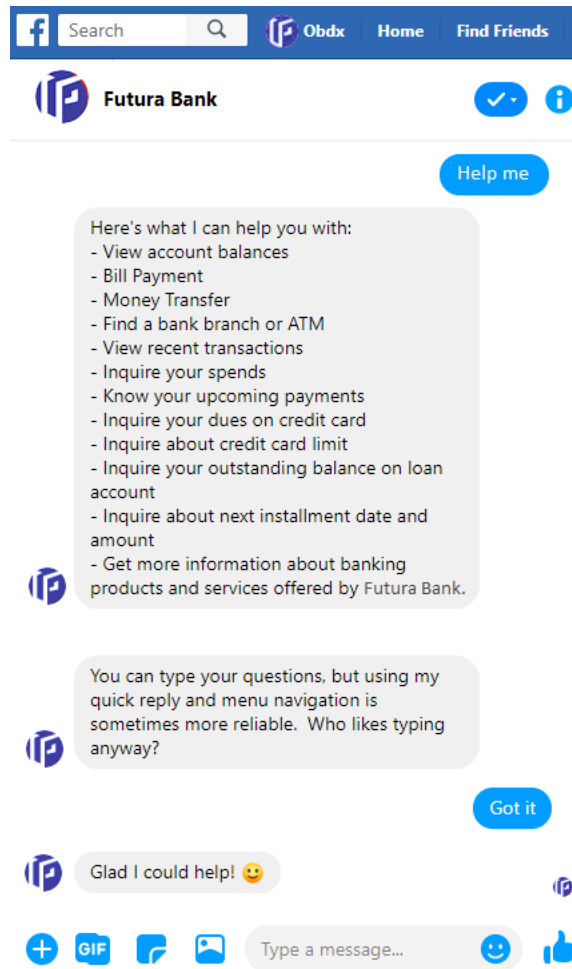 Search
Obdx
Home
Find Friends
Futura Bank
Help me
Here's what I can help you with:
- View account balances
- Bill Payment
- Money Transfer
- Find a bank branch or ATM
- View recent transactions
- Inquire your spends
- Know your upcoming payments
- Inquire your dues on credit card
- Inquire about credit card limit
- Inquire your outstanding balance on loan
account
- Inquire about next installment date and
amount
- Get more information about banking
products and services offered by Futura Bank.
You can type your questions, but using my
quick reply and menu navigation is
sometimes more reliable.  Who likes typing
anyway?
Got it
Glad I could help! 🙂
GIF
Type a message...